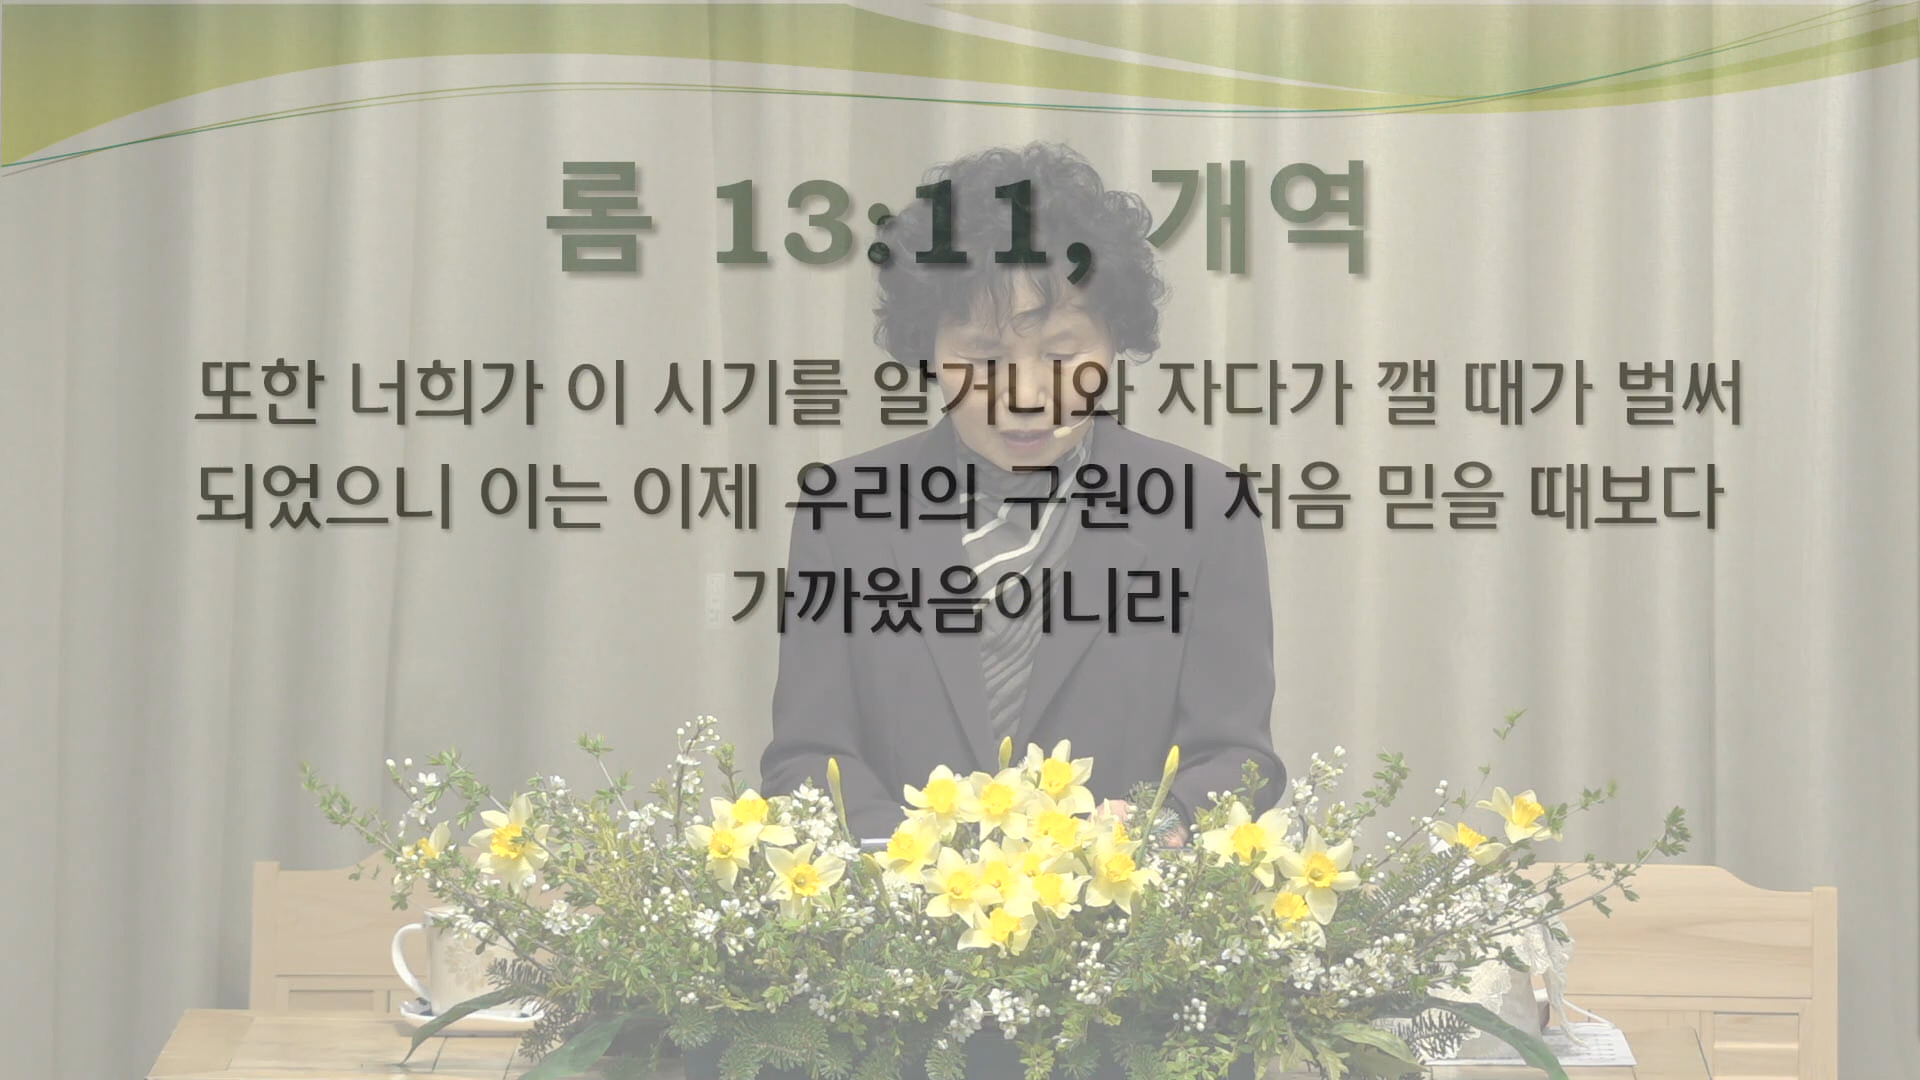 롬 13:11, 개역
또한 너희가 이 시기를 알거니와 자다가 깰 때가 벌써
되었으니 이는 이제 우리의 구원이 처음 믿을 때보다
가까웠음이니라